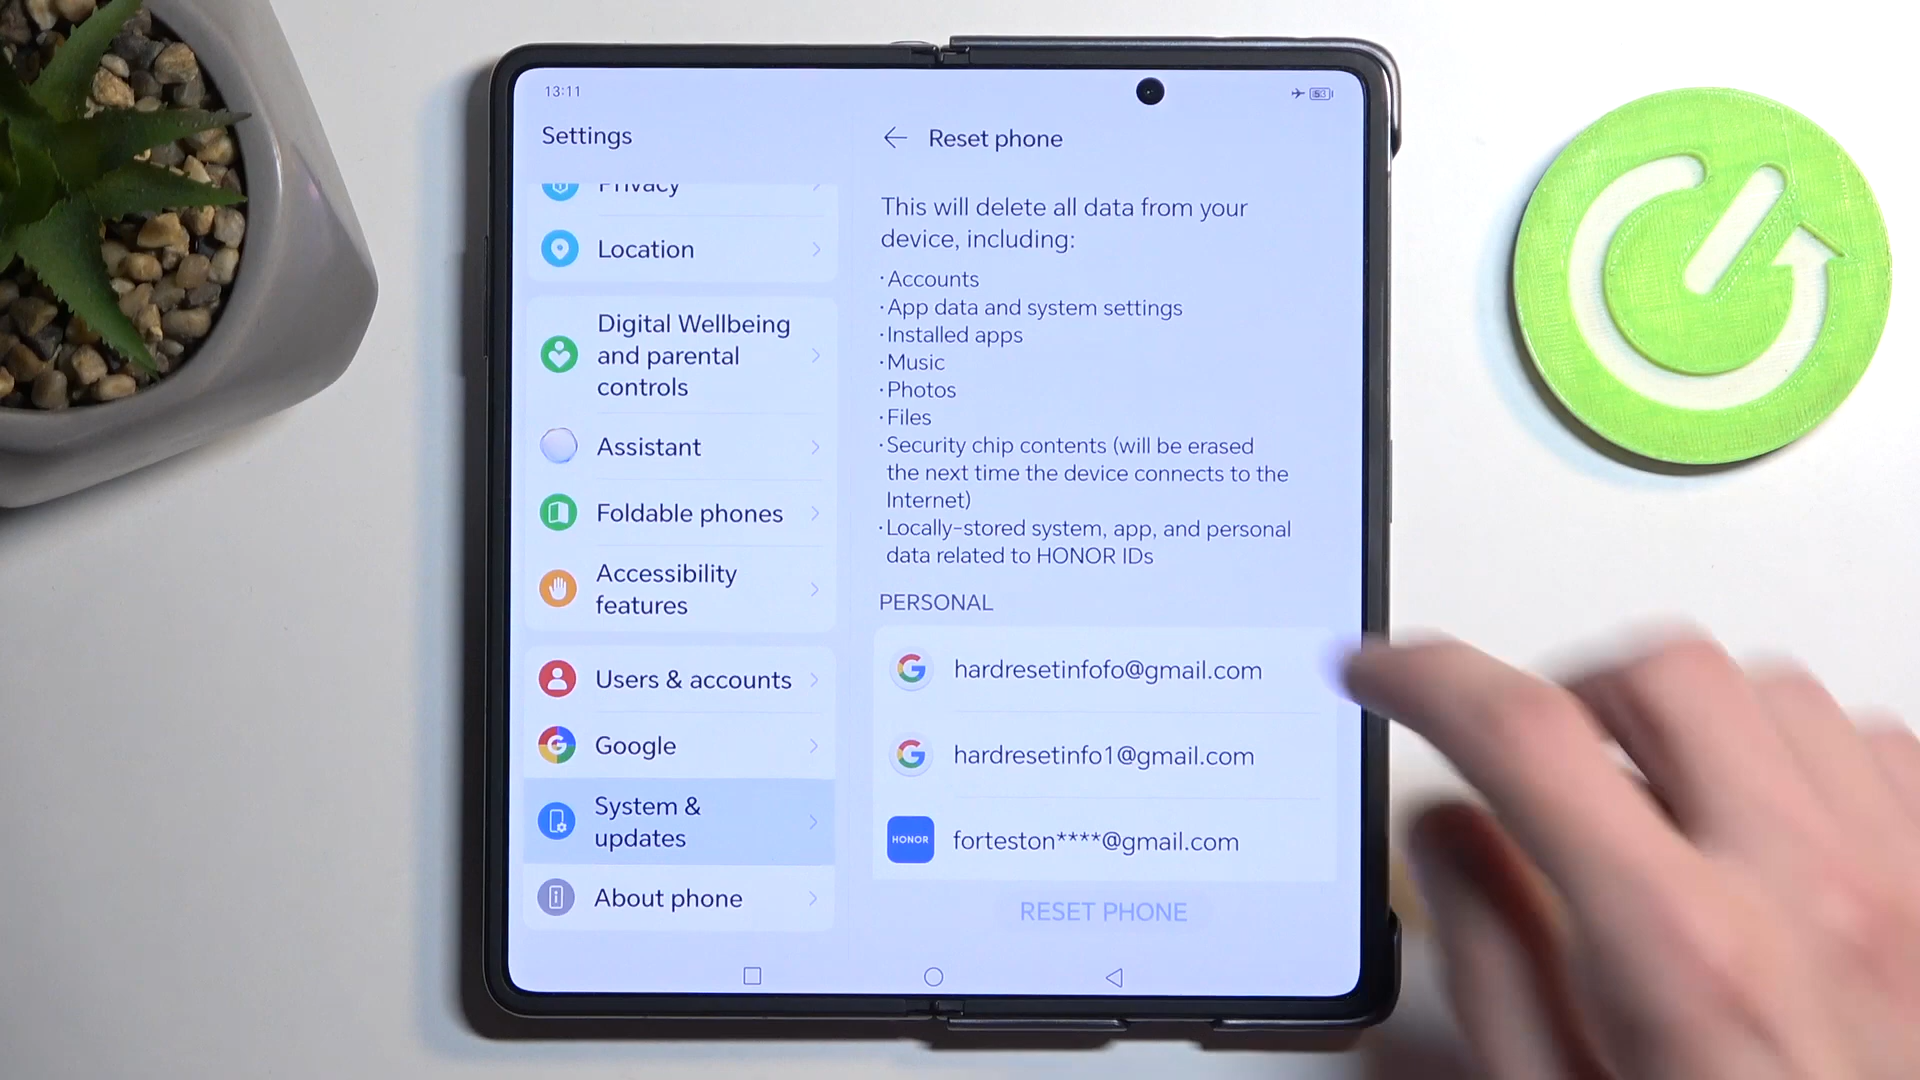 13:11
53
Settings
Privacy
Location
Digital Wellbeing
and parental
controls
Assistant
Foldable phones
Accessibility
features
Users & accounts
Google
System &
updates
About phone
Reset phone
This will delete all data from your
device, including:
·Accounts
·App data and system settings
·Installed apps
·Music
·Photos
·Files
·Security chip contents (will be erased
the next time the device connects to the
Internet)
·Locally-stored system, app, and personal
data related to HONOR IDs
PERSONAL
hardresetinfofo@gmail.com
hardresetinfo1@gmail.com
HONOR
forteston****@gmail.com
RESET PHONE